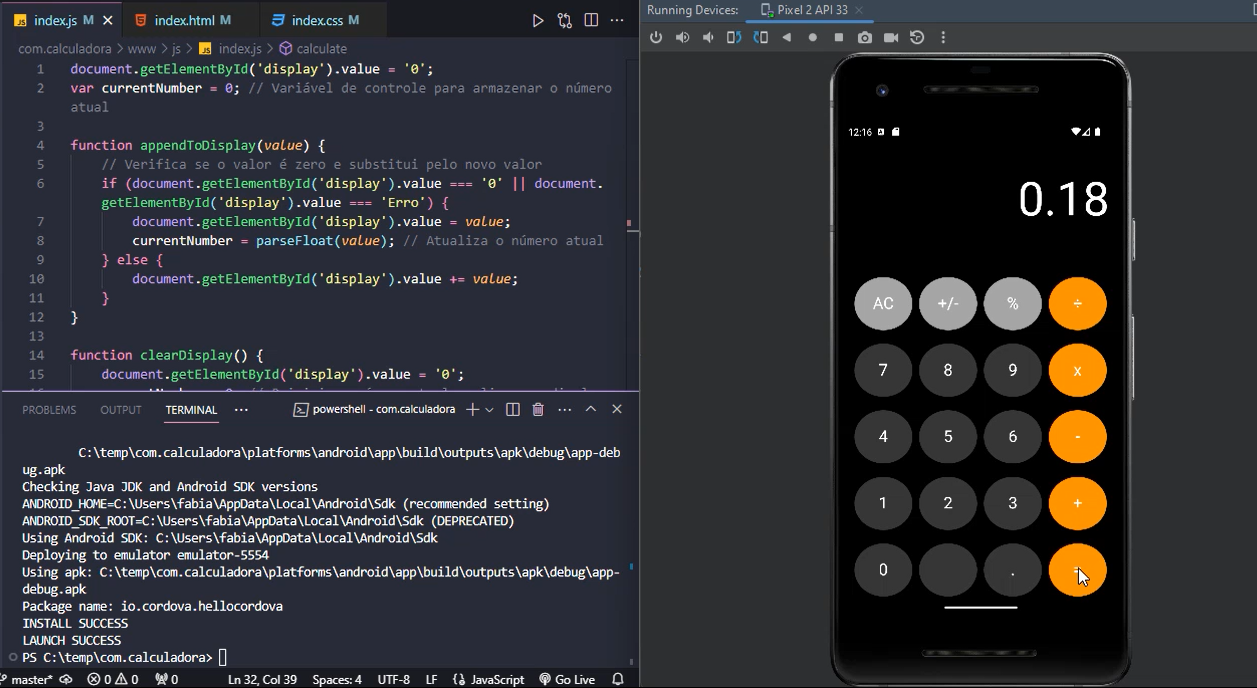 index.js M
index.html M
index.css M
com.calculadora > www > js > index.js > calculate
1 document.getElementById('display').value = '0';
2 var currentNumber = 0; // Variável de controle para armazenar o número
atual
3
4 function appendToDisplay(value) {
5 // Verifica se o valor é zero e substitui pelo novo valor
6 if (document.getElementById('display').value === '0' || document.
getElementById('display').value === 'Erro') {
7 document.getElementById('display').value = value;
8 currentNumber = parseFloat(value); // Atualiza o número atual
9 } else {
10 document.getElementById('display').value += value;
11 }
12 }
13
14 function clearDisplay() {
15 document.getElementById('display').value = '0';
PROBLEMS OUTPUT TERMINAL ··· powershell - com.calculadora
C:\temp\com.calculadora\platforms\android\app\build\outputs\apk\debug\app-deb
ug.apk
Checking Java JDK and Android SDK versions
ANDROID_HOME=C:\Users\fabia\AppData\Local\Android\Sdk (recommended setting)
ANDROID_SDK_ROOT=C:\Users\fabia\AppData\Local\Android\Sdk (DEPRECATED)
Using Android SDK: C:\Users\fabia\AppData\Local\Android\Sdk
Deploying to emulator emulator-5554
Using apk: C:\temp\com.calculadora\platforms\android\app\build\outputs\apk\debug\app-
debug.apk
Package name: io.cordova.hellocordova
INSTALL SUCCESS
LAUNCH SUCCESS
PS C:\temp\com.calculadora>
master* 0 0 0 Ln 32, Col 39 Spaces: 4 UTF-8 LF {} JavaScript Go Live
Running Devices: Pixel 2 API 33
12:16
0.18
AC +/- % ÷
7 8 9 x
4 5 6 -
1 2 3 +
0 . =